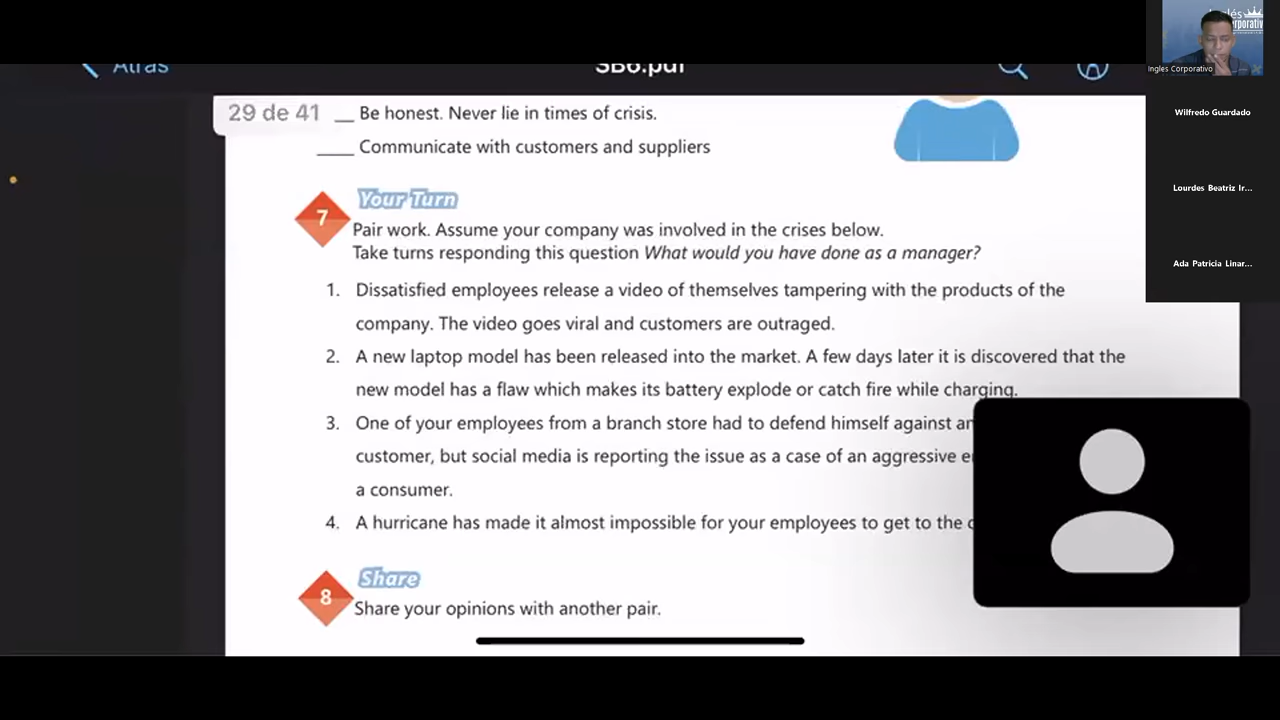 Atrás
SB6.pdf
Inglés
Ingles Corporativo
Wilfredo Guardado
Lourdes Beatriz Ir...
Ada Patricia Linar...
29 de 41
__ Be honest. Never lie in times of crisis.
____ Communicate with customers and suppliers
7
Your Turn
Pair work. Assume your company was involved in the crises below.
Take turns responding this question What would you have done as a manager?
1. Dissatisfied employees release a video of themselves tampering with the products of the
company. The video goes viral and customers are outraged.
2. A new laptop model has been released into the market. A few days later it is discovered that the
new model has a flaw which makes its battery explode or catch fire while charging.
3. One of your employees from a branch store had to defend himself against
customer, but social media is reporting the issue as a case of an aggressive
a consumer.
4. A hurricane has made it almost impossible for your employees to get to the
8
Share
Share your opinions with another pair.